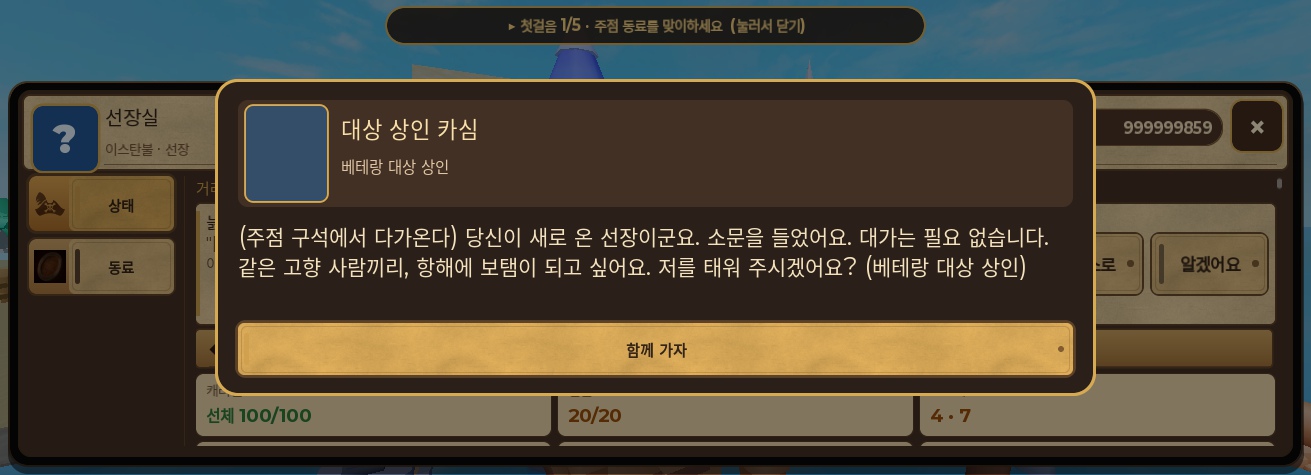 ▸ 첫걸음 1/5 · 주점 동료를 맞이하세요 (눌러서 닫기)
?
선장실
이스탄불 · 선장
999999859
×
대상 상인 카심
베테랑 대상 상인
상태
동료
(주점 구석에서 다가온다) 당신이 새로 온 선장이군요. 소문을 들었어요. 대가는 필요 없습니다.
같은 고향 사람끼리, 항해에 보탬이 되고 싶어요. 저를 태워 주시겠어요? (베테랑 대상 상인)
알겠어요
함께 가자
선체 100/100
20/20
4 · 7